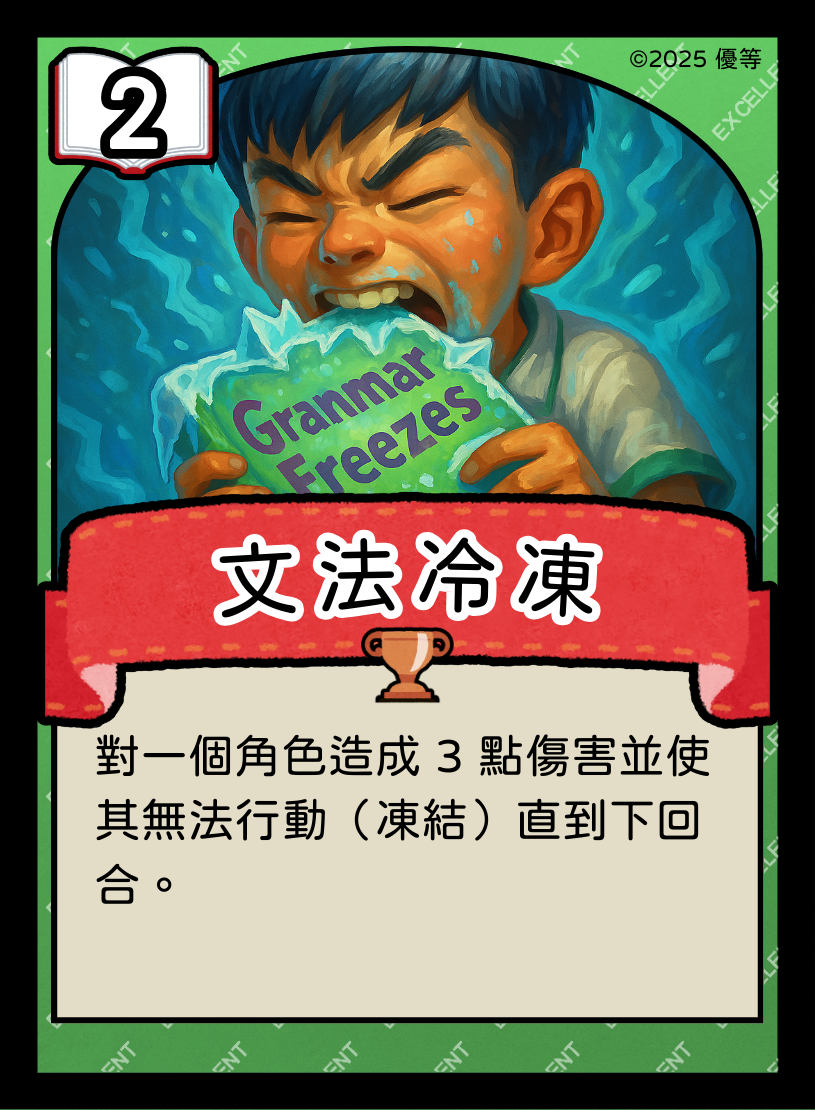 ©2025 優等
2
Granmar
Freezes
文法冷凍
對一個角色造成 3 點傷害並使
其無法行動（凍結）直到下回
合。
EXCELLENT